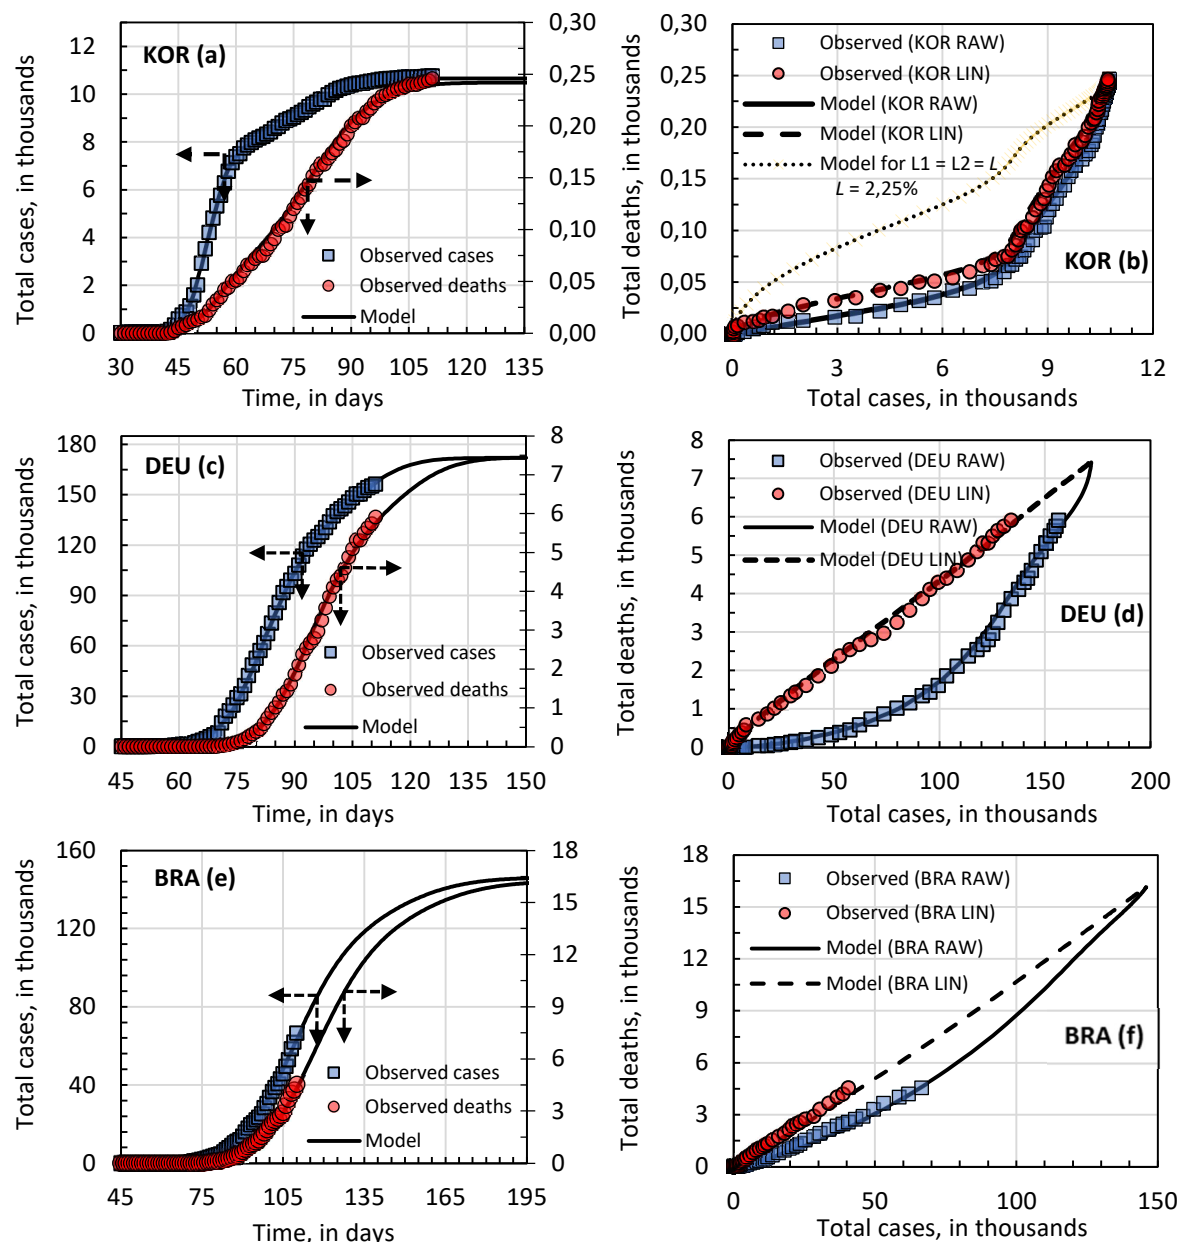 KOR (a)
Total cases, in thousands
12
10
8
6
4
2
0
0,30
0,25
0,20
0,15
0,10
0,05
0,00
Observed cases
Observed deaths
Model
30 45 60 75 90 105 120 135
Time, in days
Total deaths, in thousands
0,30
0,25
0,20
0,15
0,10
0,05
0,00
Observed (KOR RAW)
Observed (KOR LIN)
Model (KOR RAW)
Model (KOR LIN)
Model for L1 = L2 = L
L = 2,25%
KOR (b)
0 3 6 9 12
Total cases, in thousands
DEU (c)
Total cases, in thousands
180
150
120
90
60
30
0
8
7
6
5
4
3
2
1
0
Observed cases
Observed deaths
Model
45 60 75 90 105 120 135 150
Time, in days
Total deaths, in thousands
8
7
6
5
4
3
2
1
0
Observed (DEU RAW)
Observed (DEU LIN)
Model (DEU RAW)
Model (DEU LIN)
DEU (d)
0 50 100 150 200
Total cases, in thousands
BRA (e)
Total cases, in thousands
160
120
80
40
0
18
15
12
9
6
3
0
Observed cases
Observed deaths
Model
45 75 105 135 165 195
Time, in days
Total deaths, in thousands
18
15
12
9
6
3
0
Observed (BRA RAW)
Observed (BRA LIN)
Model (BRA RAW)
Model (BRA LIN)
BRA (f)
0 50 100 150
Total cases, in thousands